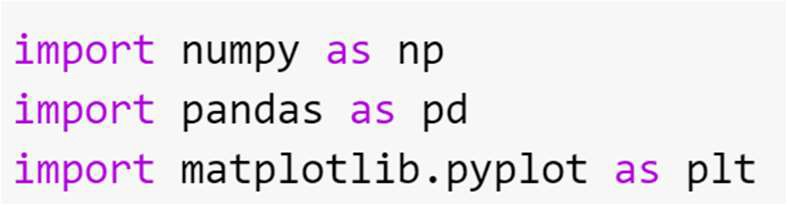 import numpy as np
import pandas as pd
import matplotlib.pyplot as plt